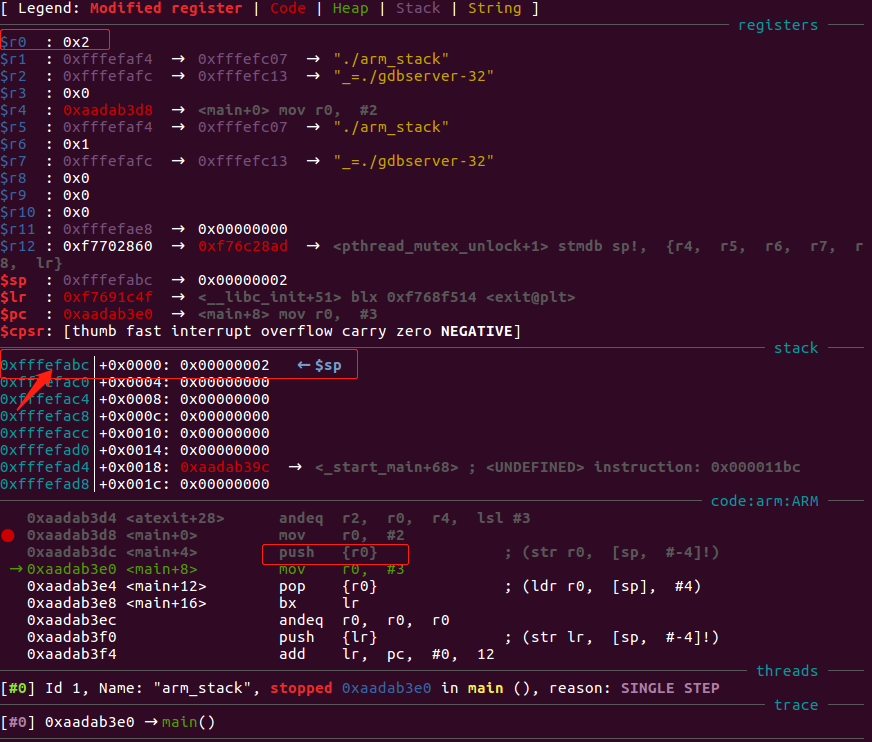 [ Legend: Modified register | Code | Heap | Stack | String ]
registers
$r0  : 0x2
$r1  : 0xfffefaf4  →  0xfffefc07  →  "./arm_stack"
$r2  : 0xfffefafc  →  0xfffefc13  →  "_=./gdbserver-32"
$r3  : 0x0
$r4  : 0xaadab3d8  →  <main+0> mov r0,  #2
$r5  : 0xfffefaf4  →  0xfffefc07  →  "./arm_stack"
$r6  : 0x1
$r7  : 0xfffefafc  →  0xfffefc13  →  "_=./gdbserver-32"
$r8  : 0x0
$r9  : 0x0
$r10 : 0x0
$r11 : 0xfffefae8  →  0x00000000
$r12 : 0xf7702860  →  0xf76c28ad  →  <pthread_mutex_unlock+1> stmdb sp!,  {r4,  r5,  r6,  r7,  r
8,  lr}
$sp  : 0xfffefabc  →  0x00000002
$lr  : 0xf7691c4f  →  <__libc_init+51> blx 0xf768f514 <exit@plt>
$pc  : 0xaadab3e0  →  <main+8> mov r0,  #3
$cpsr: [thumb fast interrupt overflow carry zero NEGATIVE]
stack
0xfffefabc│+0x0000: 0x00000002   ←$sp
0xfffefac0│+0x0004: 0x00000000
0xfffefac4│+0x0008: 0x00000000
0xfffefac8│+0x000c: 0x00000000
0xfffefacc│+0x0010: 0x00000000
0xfffefad0│+0x0014: 0x00000000
0xfffefad4│+0x0018: 0xaadab39c  →  <_start_main+68> ; <UNDEFINED> instruction: 0x000011bc
0xfffefad8│+0x001c: 0x00000000
code:arm:ARM
0xaadab3d4 <atexit+28>      andeq  r2,  r0,  r4,  lsl #3
0xaadab3d8 <main+0>         mov    r0,  #2
0xaadab3dc <main+4>         push   {r0}              ; (str r0,  [sp,  #-4]!)
→0xaadab3e0 <main+8>         mov    r0,  #3
0xaadab3e4 <main+12>        pop    {r0}              ; (ldr r0,  [sp],  #4)
0xaadab3e8 <main+16>        bx     lr
0xaadab3ec                  andeq  r0,  r0,  r0
0xaadab3f0                  push   {lr}              ; (str lr,  [sp,  #-4]!)
0xaadab3f4                  add    lr,  pc,  #0,  12
threads
[#0] Id 1, Name: "arm_stack", stopped 0xaadab3e0 in main (), reason: SINGLE STEP
trace
[#0] 0xaadab3e0 →main()